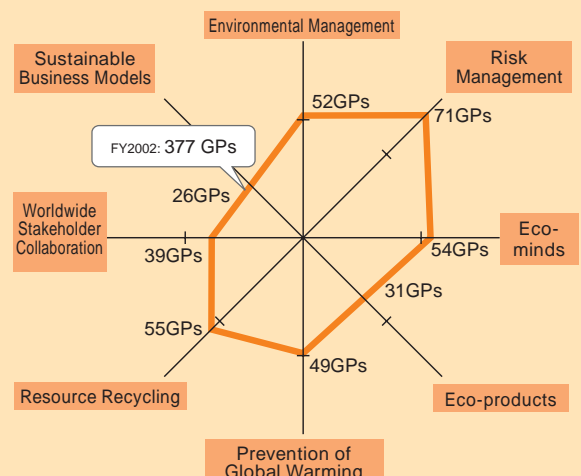 Environmental Management
Sustainable
Business Models
Risk
Management
52GPs
71GPs
FY2002: 377 GPs
26GPs
Worldwide
Stakeholder
Collaboration
39GPs
54GPs
Eco-
minds
31GPs
55GPs
49GPs
Resource Recycling
Eco-products
Prevention of
Global Warming